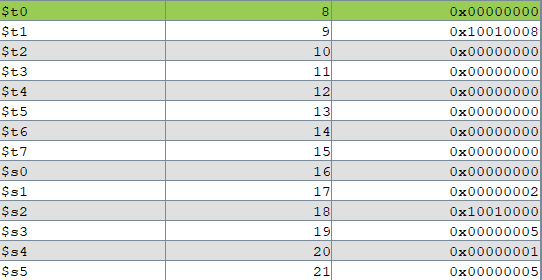 $t0 8 0x00000000
$t1 9 0x10010008
$t2 10 0x00000000
$t3 11 0x00000000
$t4 12 0x00000000
$t5 13 0x00000000
$t6 14 0x00000000
$t7 15 0x00000000
$s0 16 0x00000000
$s1 17 0x00000002
$s2 18 0x10010000
$s3 19 0x00000005
$s4 20 0x00000001
$s5 21 0x00000005